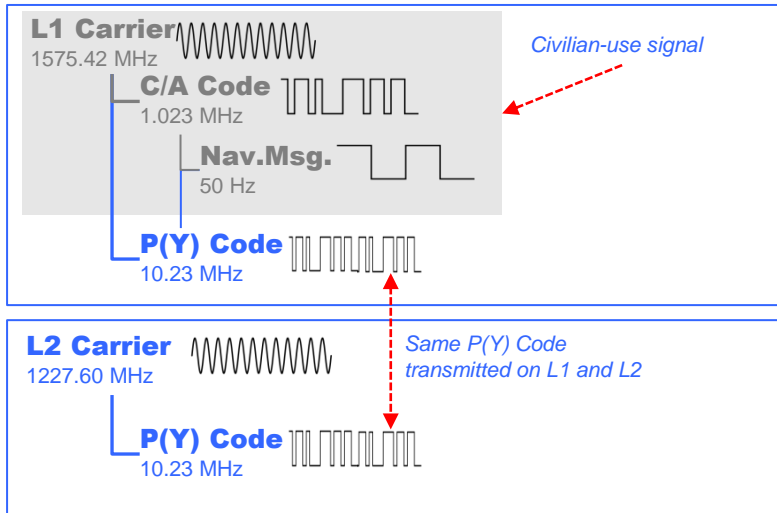 L1 Carrier
1575.42 MHz
Civilian-use signal
C/A Code
1.023 MHz
Nav.Msg.
50 Hz
P(Y) Code
10.23 MHz
L2 Carrier
1227.60 MHz
Same P(Y) Code
transmitted on L1 and L2
P(Y) Code
10.23 MHz